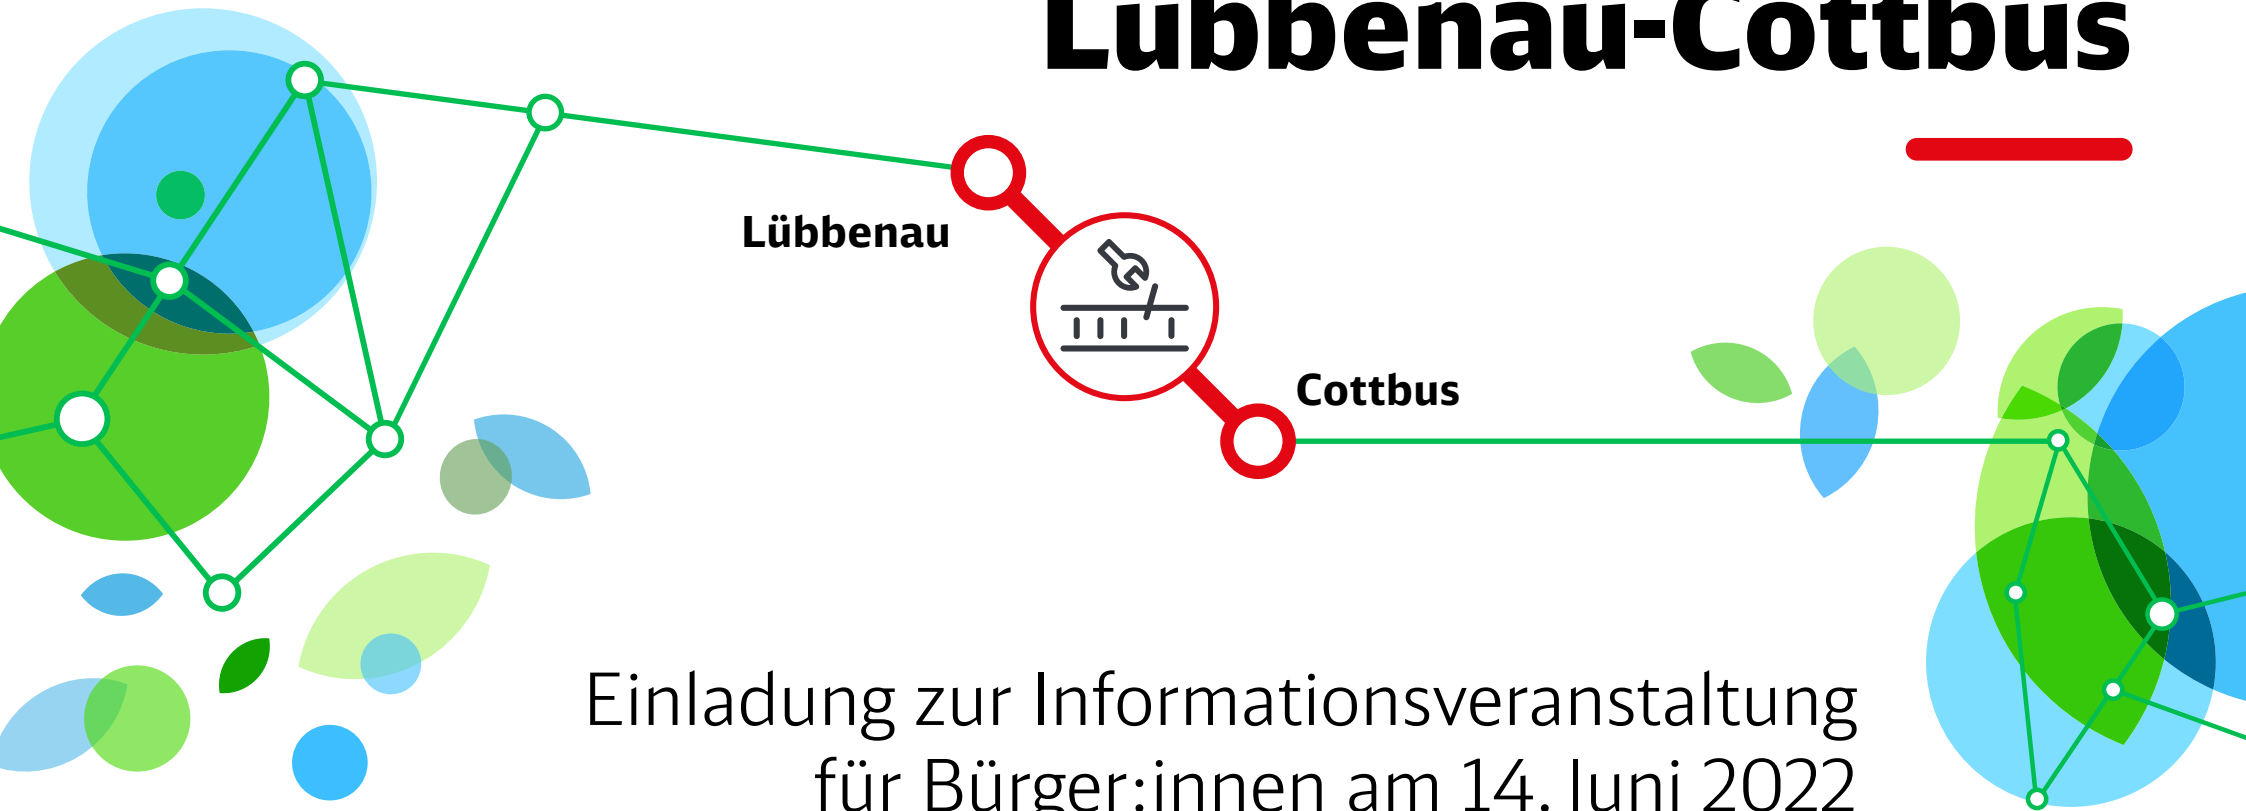 Lübbenau-Cottbus
Lübbenau
Cottbus
Einladung zur Informationsveranstaltung
für Bürger:innen am 14. Juni 2022